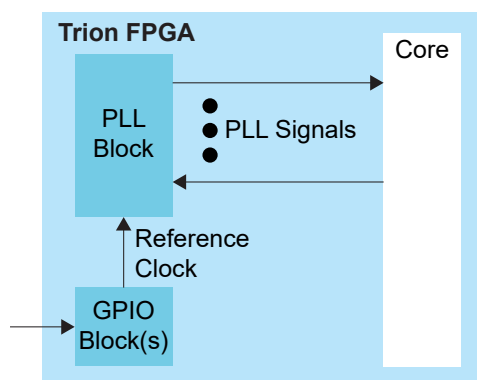 Trion FPGA
Core
PLL
Block
PLL Signals
Reference
Clock
GPIO
Block(s)